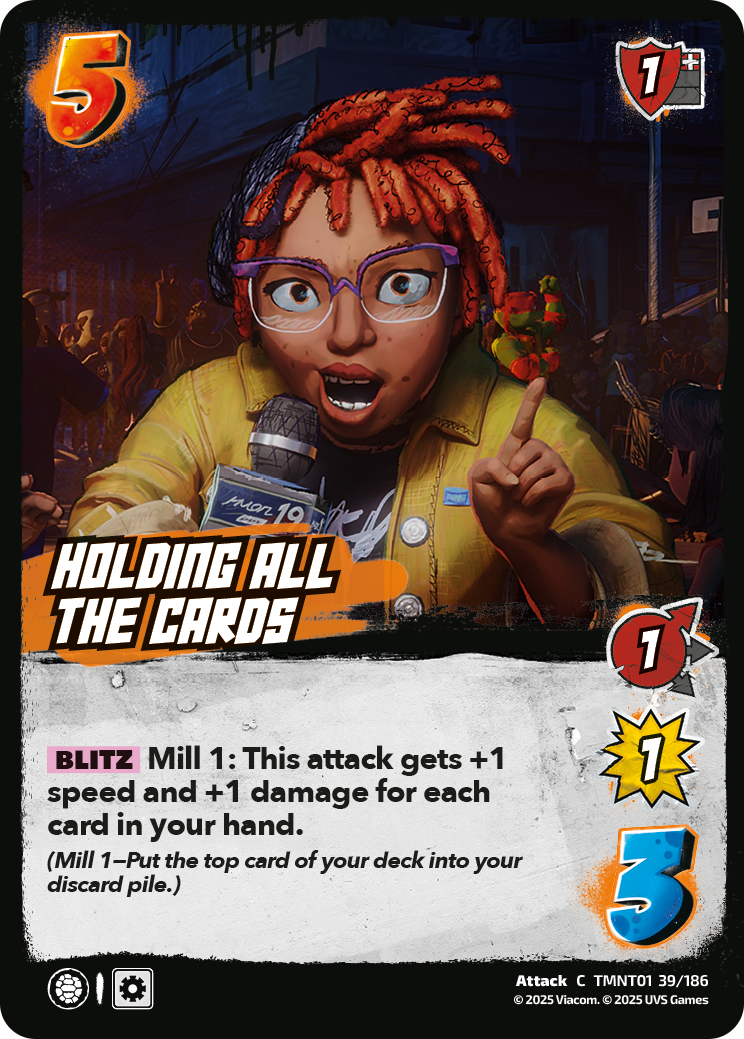 5
1
19
HOLDING ALL
THE CARDS
1
BLITZ Mill 1: This attack gets +1
speed and +1 damage for each
card in your hand.
(Mill 1–Put the top card of your deck into your
discard pile.)
1
3
Attack C TMNT01 39/186
© 2025 Viacom. © 2025 UVS Games